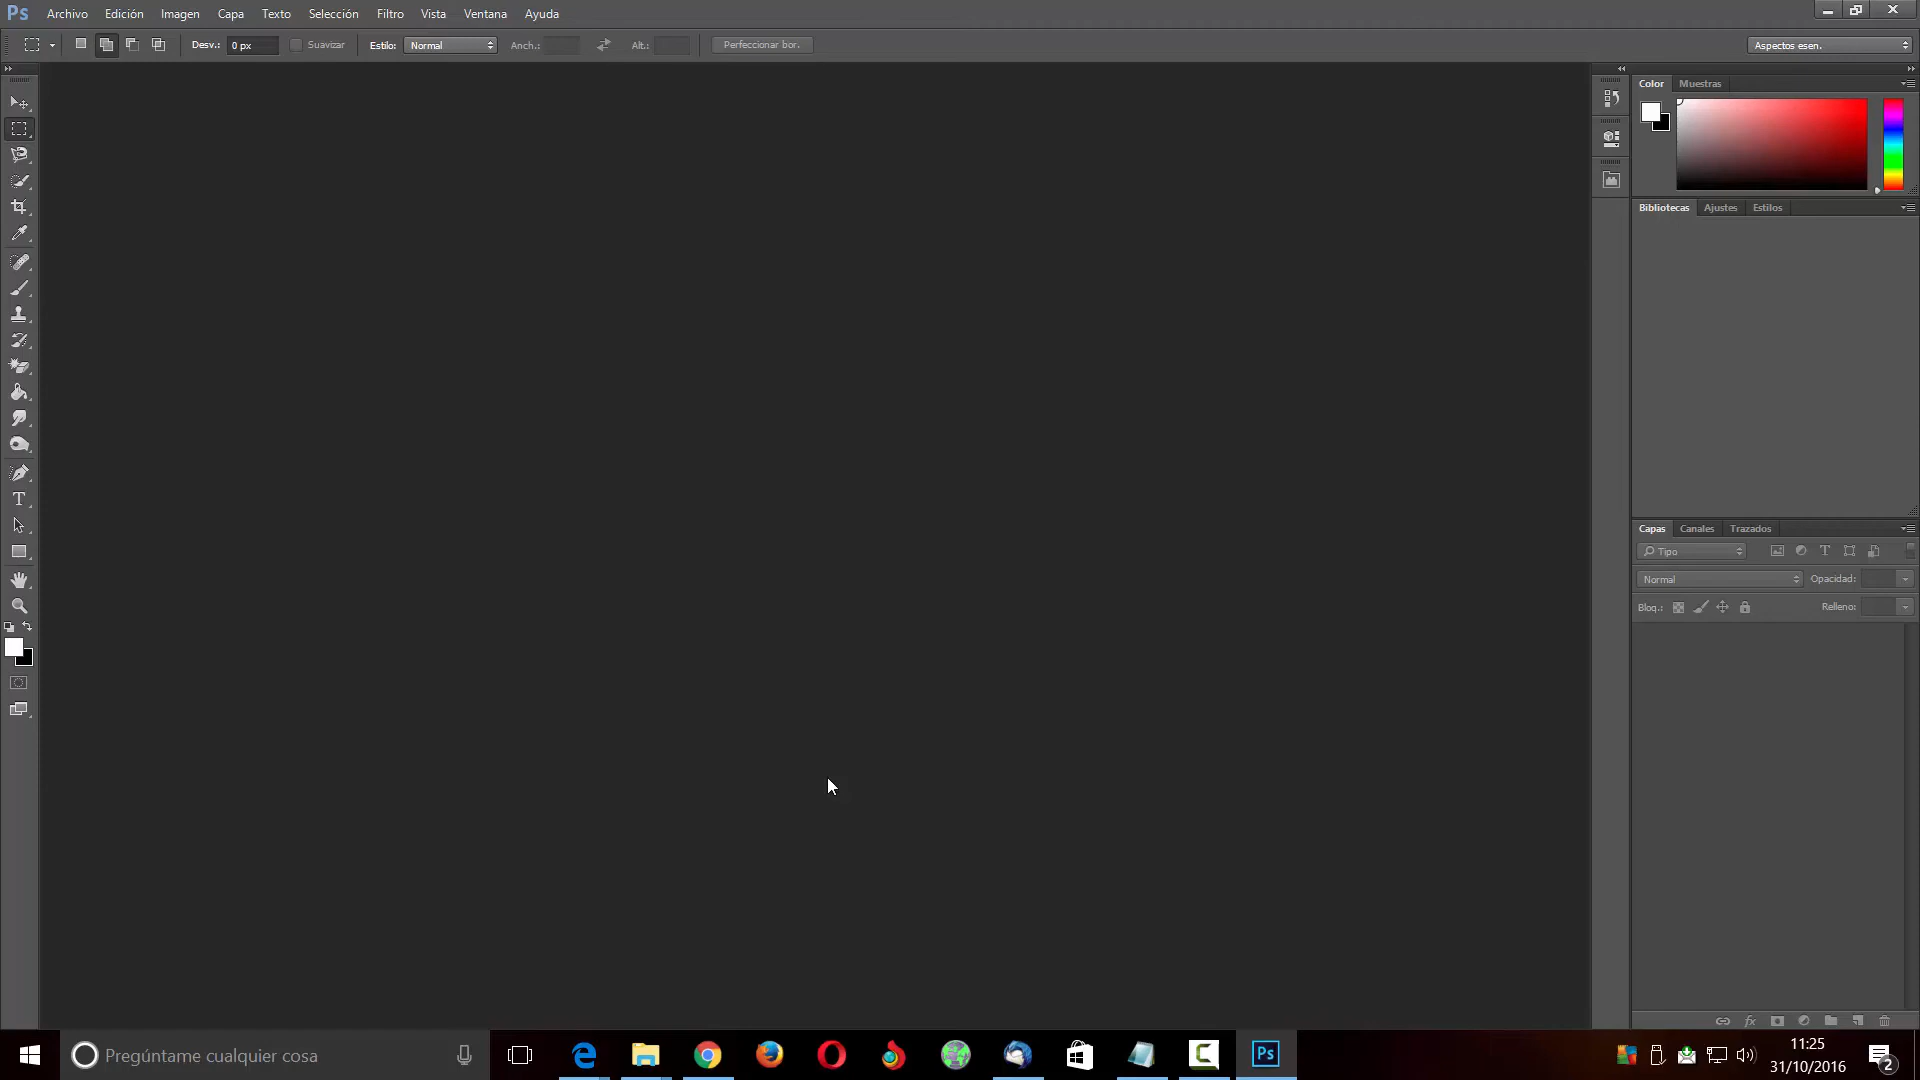 Ps Archivo Edición Imagen Capa Texto Selección Filtro Vista Ventana Ayuda
Desv.: 0 px Suavizar Estilo: Normal Anch.: Alt.: Perfeccionar bor. Aspectos esen.
Color Muestras
Bibliotecas Ajustes Estilos
Capas Canales Trazados
Tipo
Normal Opacidad:
Bloq.: Relleno:
Pregúntame cualquier cosa
Ps
11:25
31/10/2016
2